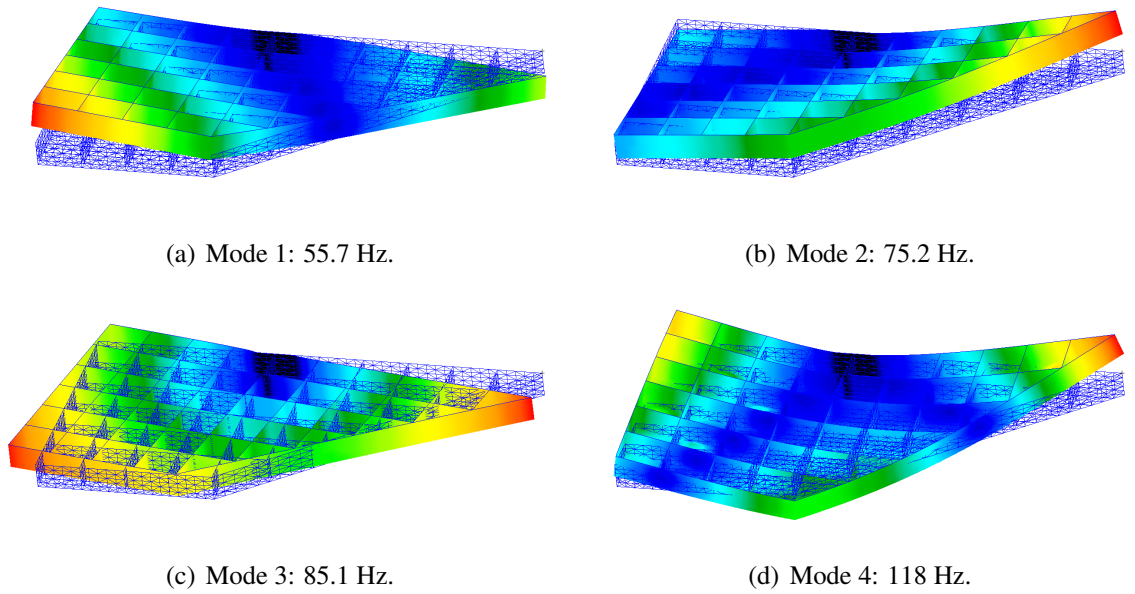 (a) Mode 1: 55.7 Hz.
(b) Mode 2: 75.2 Hz.
(c) Mode 3: 85.1 Hz.
(d) Mode 4: 118 Hz.